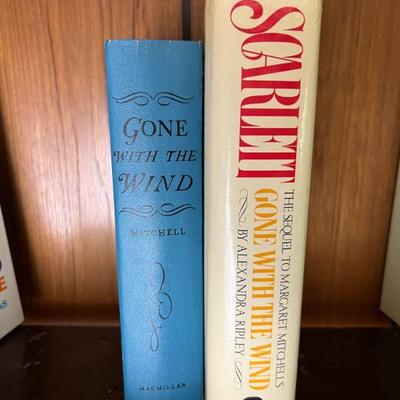 GONE
WITH THE
WIND
MITCHELL
MACMILLAN
SCARLETT
THE SEQUEL TO MARGARET MITCHELL'S
GONE WITH THE WIND
BY ALEXANDRA RIPLEY